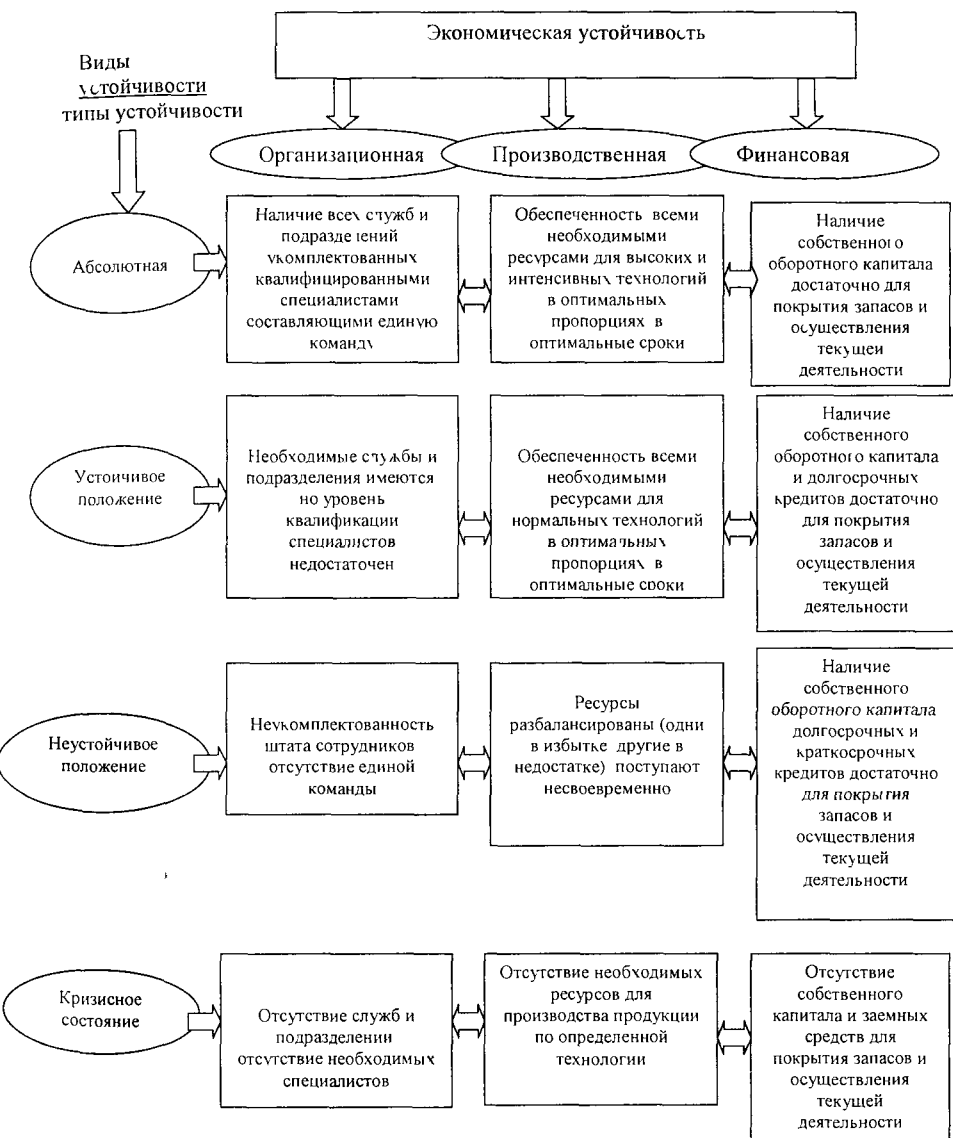 Экономическая устойчивость
Виды
устойчивости
типы устойчивости
Организационная
Производственная
Финансовая
Абсолютная
Наличие всех служб и
подразделений
укомплектованных
квалифицированными
специалистами
составляющими единую
команду
Обеспеченность всеми
необходимыми
ресурсами для высоких и
интенсивных технологий
в оптимальных
пропорциях в
оптимальные сроки
Наличие
собственного
оборотного капитала
достаточно для
покрытия запасов и
осуществления
текущей
деятельности
Устойчивое
положение
Необходимые службы и
подразделения имеются
но уровень
квалификации
специалистов
недостаточен
Обеспеченность всеми
необходимыми
ресурсами для
нормальных технологий
в оптимальных
пропорциях в
оптимальные сроки
Наличие
собственного
оборотного капитала
и долгосрочных
кредитов достаточно
для покрытия
запасов и
осуществления
текущей
деятельности
Неустойчивое
положение
Неукомплектованность
штата сотрудников
отсутствие единой
команды
Ресурсы
разбалансированы (одни
в избытке другие в
недостатке) поступают
несвоевременно
Наличие
собственного
оборотного капитала
долгосрочных и
краткосрочных
кредитов достаточно
для покрытия
запасов и
осуществления
текущей
деятельности
Кризисное
состояние
Отсутствие служб и
подразделении
отсутствие необходимых
специалистов
Отсутствие необходимых
ресурсов для
производства продукции
по определенной
технологии
Отсутствие
собственного
капитала и заемных
средств для
покрытия запасов и
осуществления
текущей
деятельности